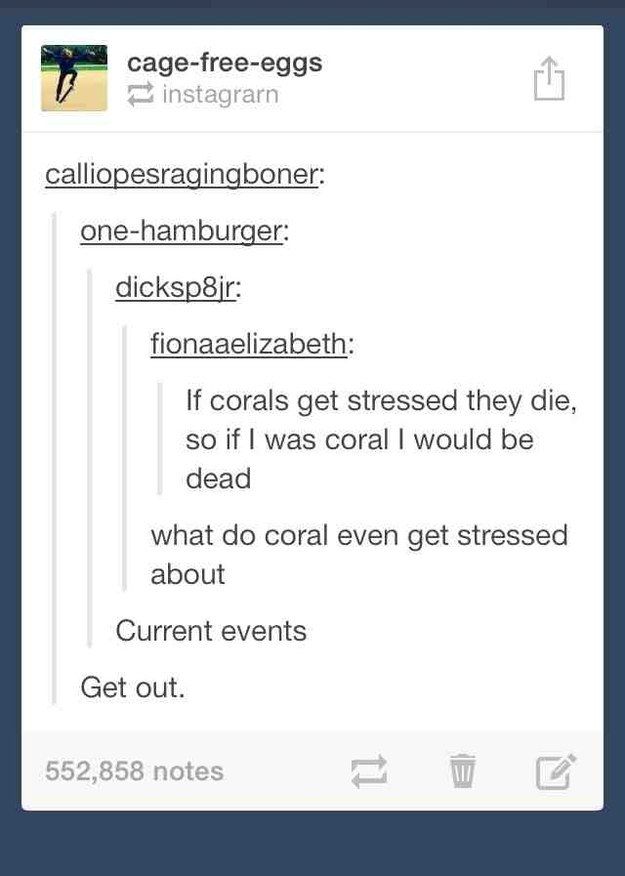 cage-free-eggs
instagrarn
calliopesragingboner:
one-hamburger:
dicksp8jr:
fionaaelizabeth:
If corals get stressed they die,
so if I was coral I would be
dead
what do coral even get stressed
about
Current events
Get out.
552,858 notes